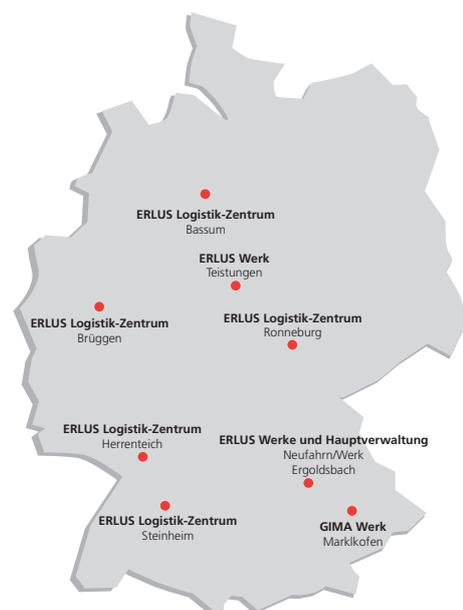 ERLUS Logistik-Zentrum
Bassum
ERLUS Werk
Teistungen
ERLUS Logistik-Zentrum
Brüggen
ERLUS Logistik-Zentrum
Ronneburg
ERLUS Logistik-Zentrum
Herrenteich
ERLUS Werke und Hauptverwaltung
Neufahrn/Werk
Ergoldsbach
ERLUS Logistik-Zentrum
Steinheim
GIMA Werk
Marklkofen